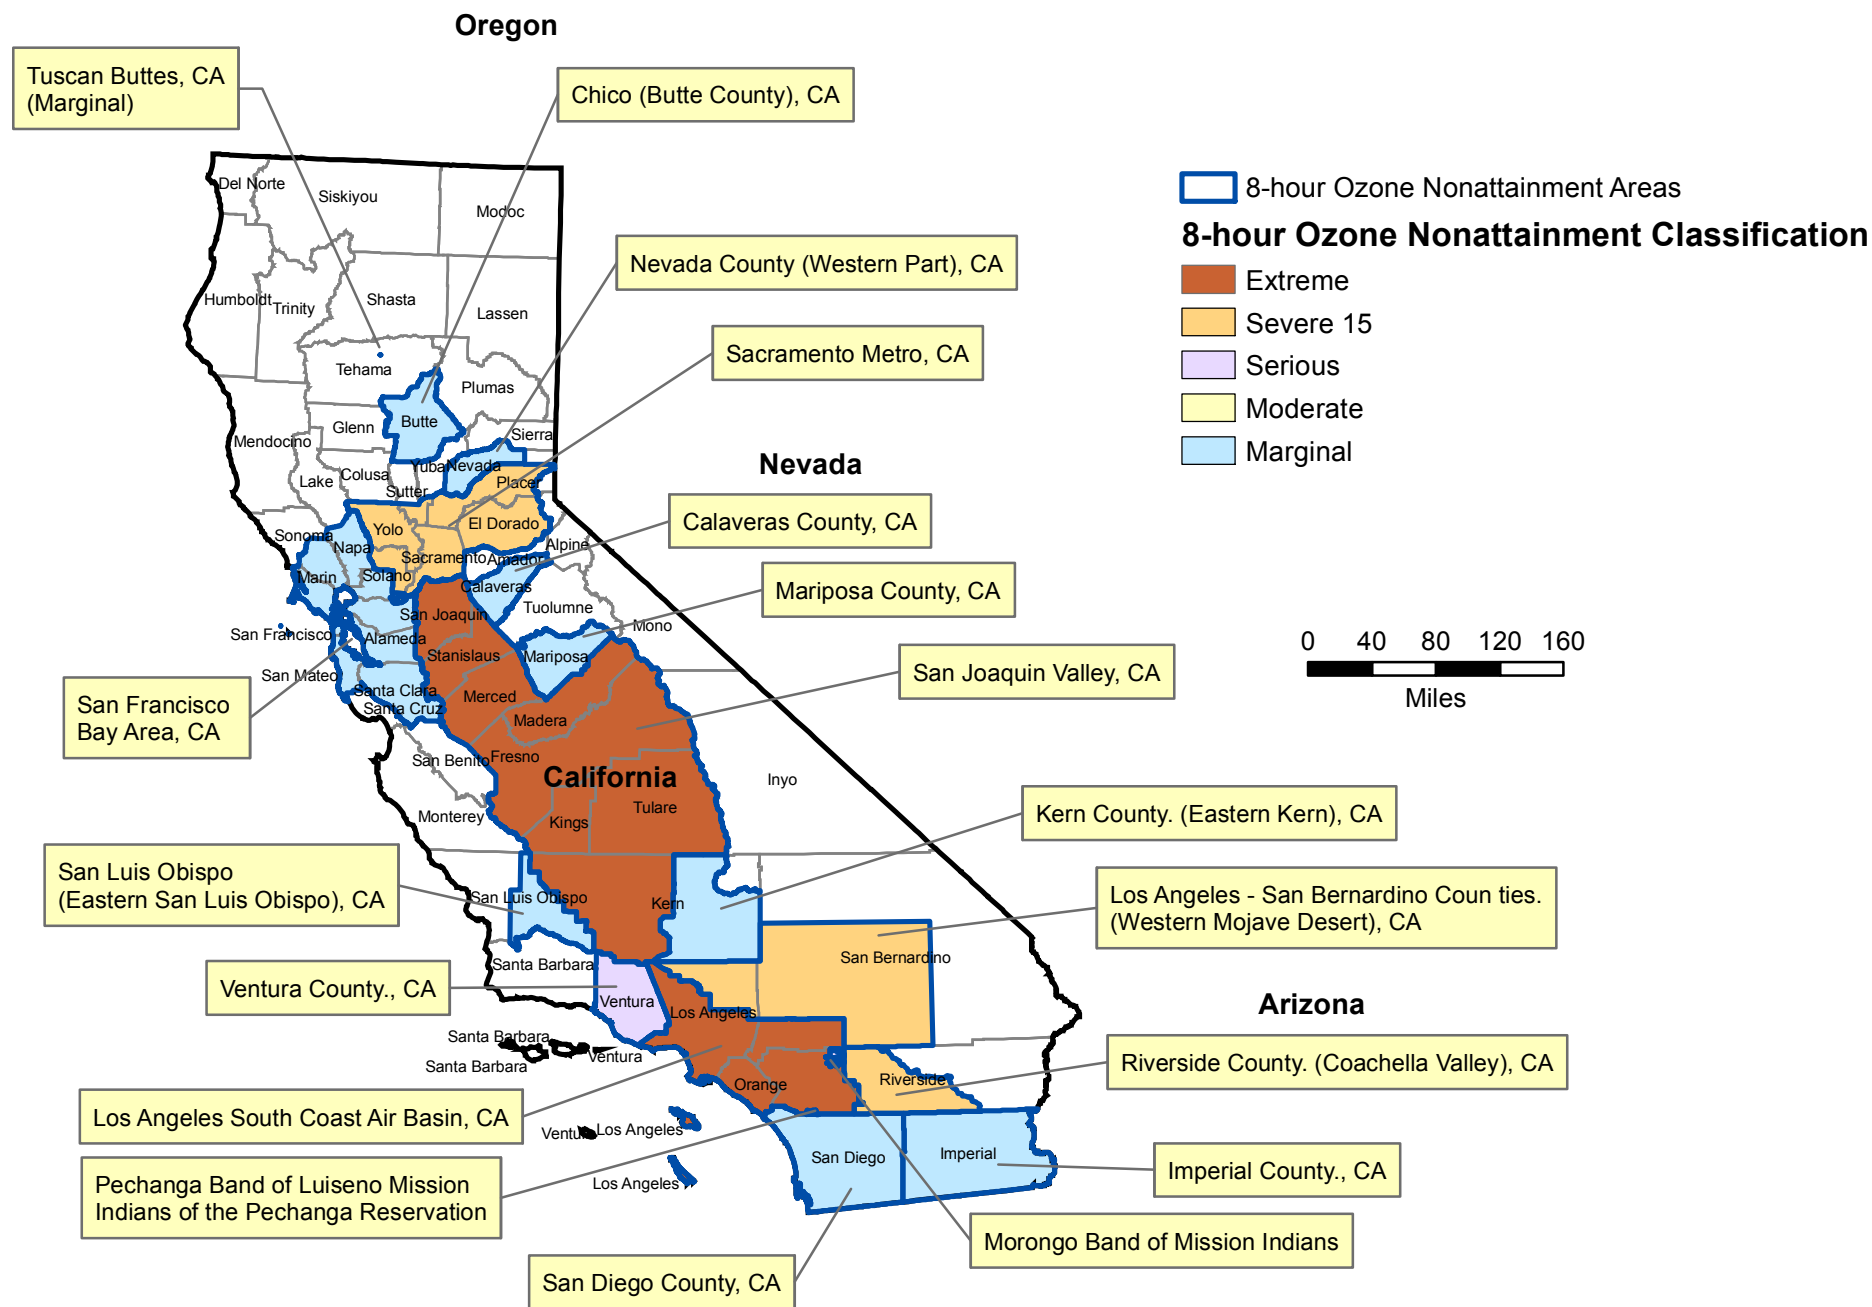 Oregon
Tuscan Buttes, CA
(Marginal)
Chico (Butte County), CA
8-hour Ozone Nonattainment Areas
8-hour Ozone Nonattainment Classification
Extreme
Severe 15
Serious
Moderate
Marginal
Nevada County (Western Part), CA
Sacramento Metro, CA
Nevada
Calaveras County, CA
Mariposa County, CA
San Joaquin Valley, CA
0 40 80 120 160
Miles
San Francisco
Bay Area, CA
Kern County. (Eastern Kern), CA
San Luis Obispo
(Eastern San Luis Obispo), CA
Los Angeles - San Bernardino Coun ties.
(Western Mojave Desert), CA
Ventura County., CA
Arizona
Riverside County. (Coachella Valley), CA
Los Angeles South Coast Air Basin, CA
Pechanga Band of Luiseno Mission
Indians of the Pechanga Reservation
Imperial County., CA
Morongo Band of Mission Indians
San Diego County, CA
California
Del Norte
Siskiyou
Modoc
Humboldt
Trinity
Shasta
Lassen
Tehama
Plumas
Butte
Glenn
Mendocino
Sierra
Lake
Colusa
Yuba
Nevada
Sutter
Placer
Sonoma
Napa
Yolo
El Dorado
Sacramento
Amador
Alpine
Marin
Solano
Calaveras
Tuolumne
Mono
San Joaquin
San Francisco
Alameda
Stanislaus
Mariposa
San Mateo
Santa Clara
Santa Cruz
Merced
Madera
San Benito
Fresno
Inyo
Monterey
Kings
Tulare
San Luis Obispo
Kern
Santa Barbara
San Bernardino
Ventura
Los Angeles
Santa Barbara
Santa Barbara
Ventura
Orange
Riverside
Ventura
Los Angeles
Los Angeles
San Diego
Imperial